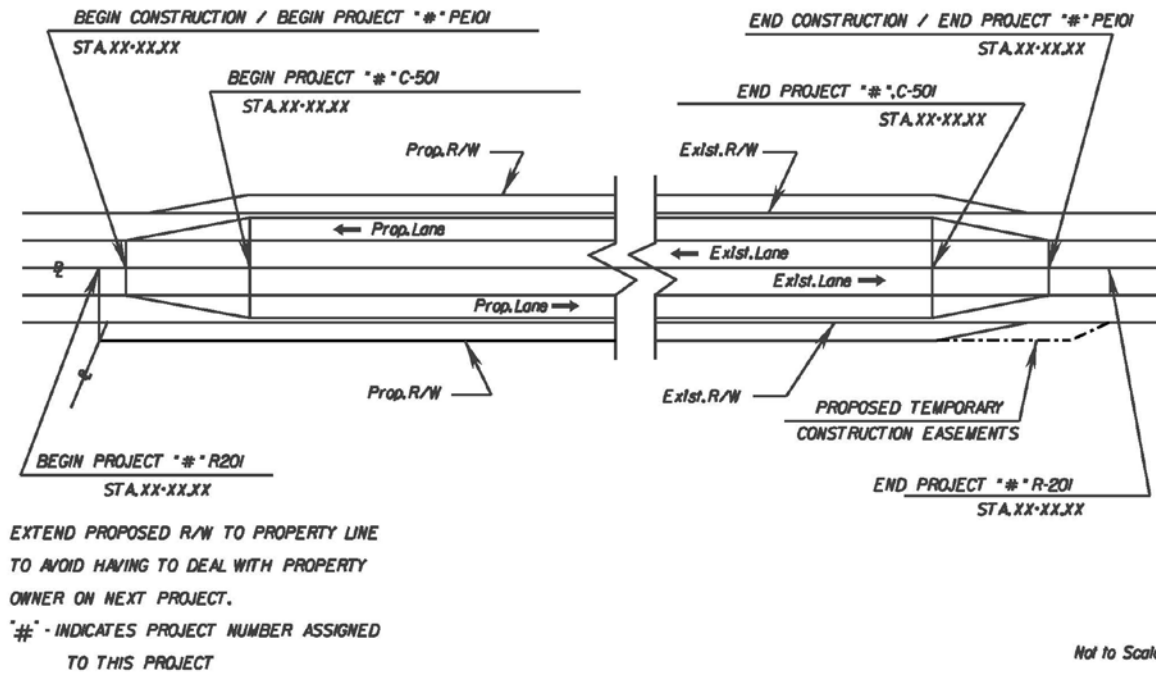 BEGIN CONSTRUCTION / BEGIN PROJECT "#" PE101
STA.XX+XX.XX
END CONSTRUCTION / END PROJECT "#" PE101
STA.XX+XX.XX
BEGIN PROJECT "#" C-501
STA.XX+XX.XX
END PROJECT "#", C-501
STA.XX+XX.XX
Prop. R/W
Exist. R/W
Prop. Lane
Exist. Lane
Exist. Lane
Prop. Lane
Prop. R/W
Exist. R/W
PROPOSED TEMPORARY
CONSTRUCTION EASEMENTS
BEGIN PROJECT "#" R201
STA.XX+XX.XX
END PROJECT "#" R-201
STA.XX+XX.XX
EXTEND PROPOSED R/W TO PROPERTY LINE
TO AVOID HAVING TO DEAL WITH PROPERTY
OWNER ON NEXT PROJECT.
"#" - INDICATES PROJECT NUMBER ASSIGNED
TO THIS PROJECT
Not to Scale